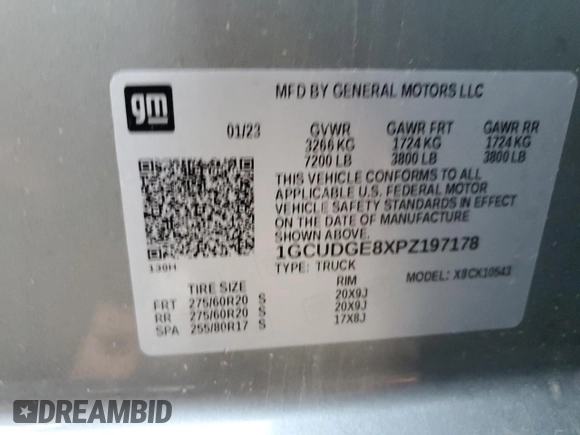 gm
MFD BY GENERAL MOTORS LLC
01/23 GVWR GAWR FRT GAWR RR
3266 KG 1724 KG 1724 KG
7200 LB 3800 LB 3800 LB
THIS VEHICLE CONFORMS TO ALL
APPLICABLE U.S. FEDERAL MOTOR
VEHICLE SAFETY STANDARDS IN EFFECT
ON THE DATE OF MANUFACTURE
SHOWN ABOVE.
1GCUDGE8XPZ197178
130H
TYPE: TRUCK
MODEL: X8CK10543
TIRE SIZE RIM
FRT 275/60R20 S 20X9J
RR 275/60R20 S 20X9J
SPA 255/80R17 S 17X8J
DREAMBID